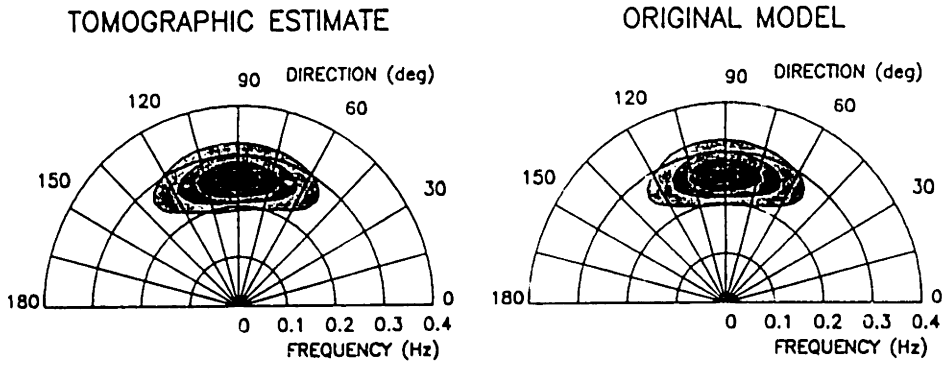 TOMOGRAPHIC ESTIMATE
90 DIRECTION (deg)
120 60
150 30
180 0
0 0.1 0.2 0.3 0.4
FREQUENCY (Hz)
ORIGINAL MODEL
90 DIRECTION (deg)
120 60
150 30
180 0
0 0.1 0.2 0.3 0.4
FREQUENCY (Hz)